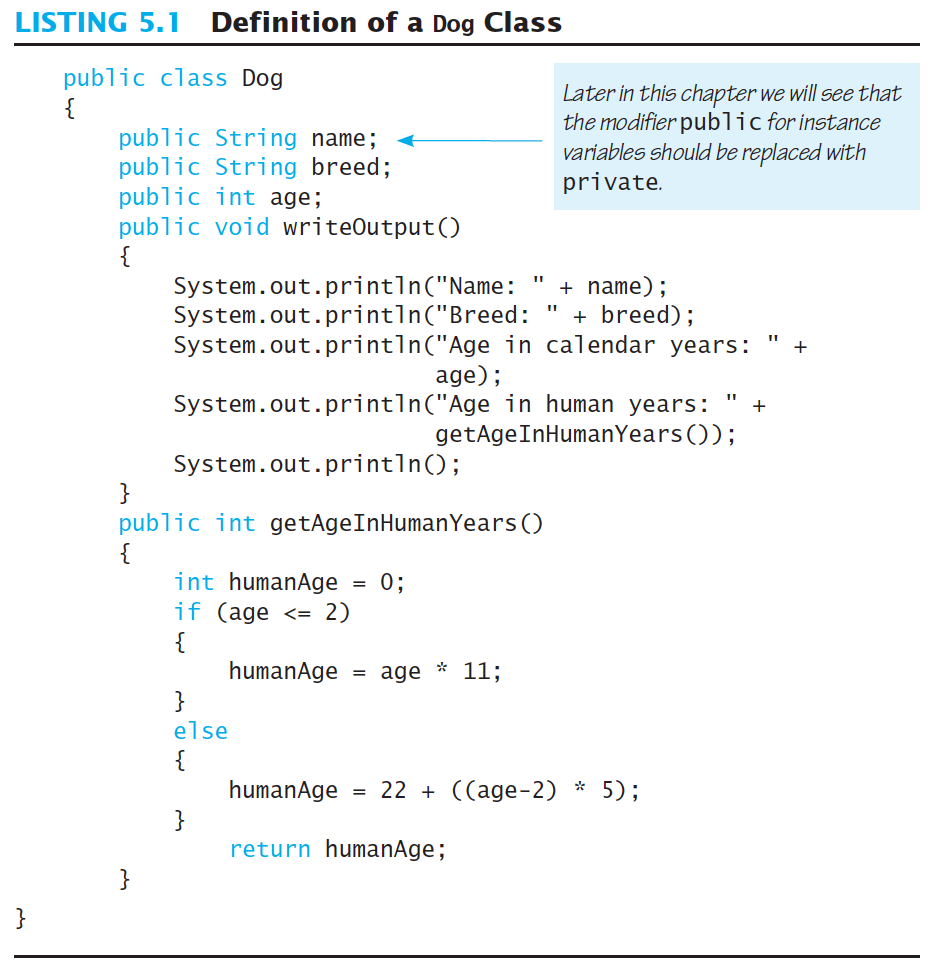 LISTING 5.1 Definition of a Dog Class
public class Dog
{
public String name;
public String breed;
public int age;
public void writeOutput()
{
System.out.println("Name: " + name);
System.out.println("Breed: " + breed);
System.out.println("Age in calendar years: " +
age);
System.out.println("Age in human years: " +
getAgeInHumanYears());
System.out.println();
}
public int getAgeInHumanYears()
{
int humanAge = 0;
if (age <= 2)
{
humanAge = age * 11;
}
else
{
humanAge = 22 + ((age-2) * 5);
}
return humanAge;
}
}
Later in this chapter we will see that
the modifier public for instance
variables should be replaced with
private.